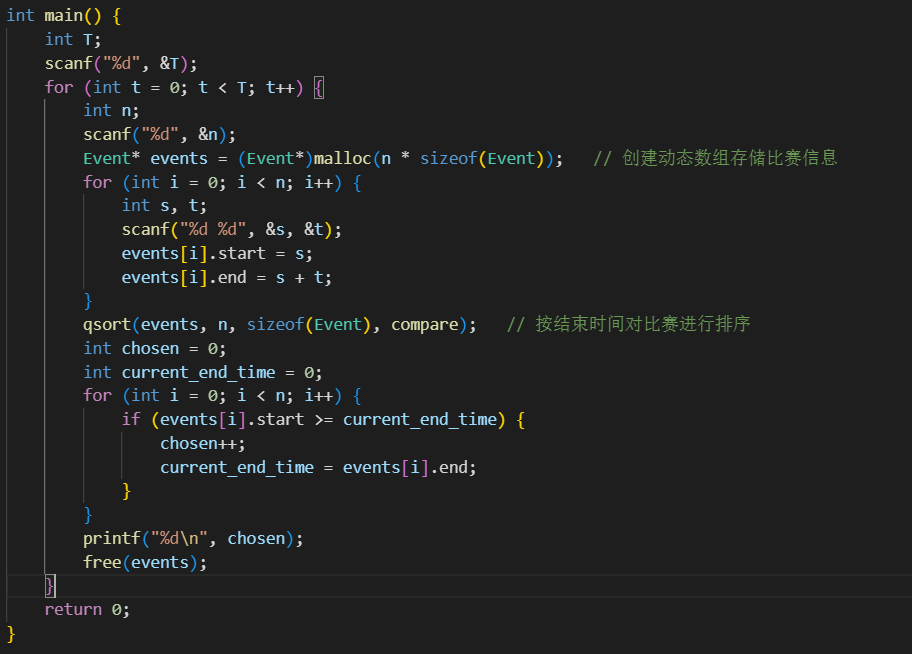 int main() {
    int T;
    scanf("%d", &T);
    for (int t = 0; t < T; t++) {
        int n;
        scanf("%d", &n);
        Event* events = (Event*)malloc(n * sizeof(Event));   // 创建动态数组存储比赛信息
        for (int i = 0; i < n; i++) {
            int s, t;
            scanf("%d %d", &s, &t);
            events[i].start = s;
            events[i].end = s + t;
        }
        qsort(events, n, sizeof(Event), compare);   // 按结束时间对比赛进行排序
        int chosen = 0;
        int current_end_time = 0;
        for (int i = 0; i < n; i++) {
            if (events[i].start >= current_end_time) {
                chosen++;
                current_end_time = events[i].end;
            }
        }
        printf("%d\n", chosen);
        free(events);
    }
    return 0;
}